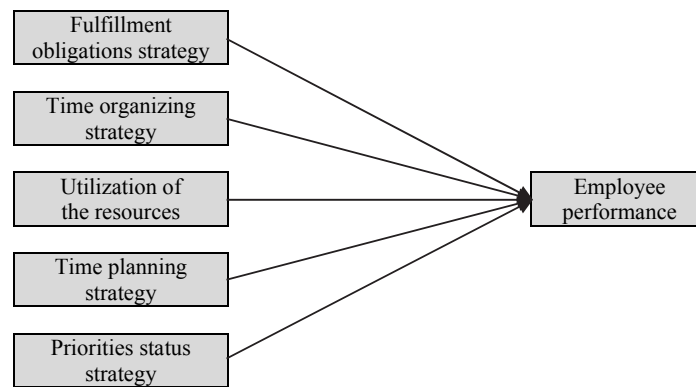 Fulfillment
obligations strategy
Time organizing
strategy
Utilization of
the resources
Employee
performance
Time planning
strategy
Priorities status
strategy